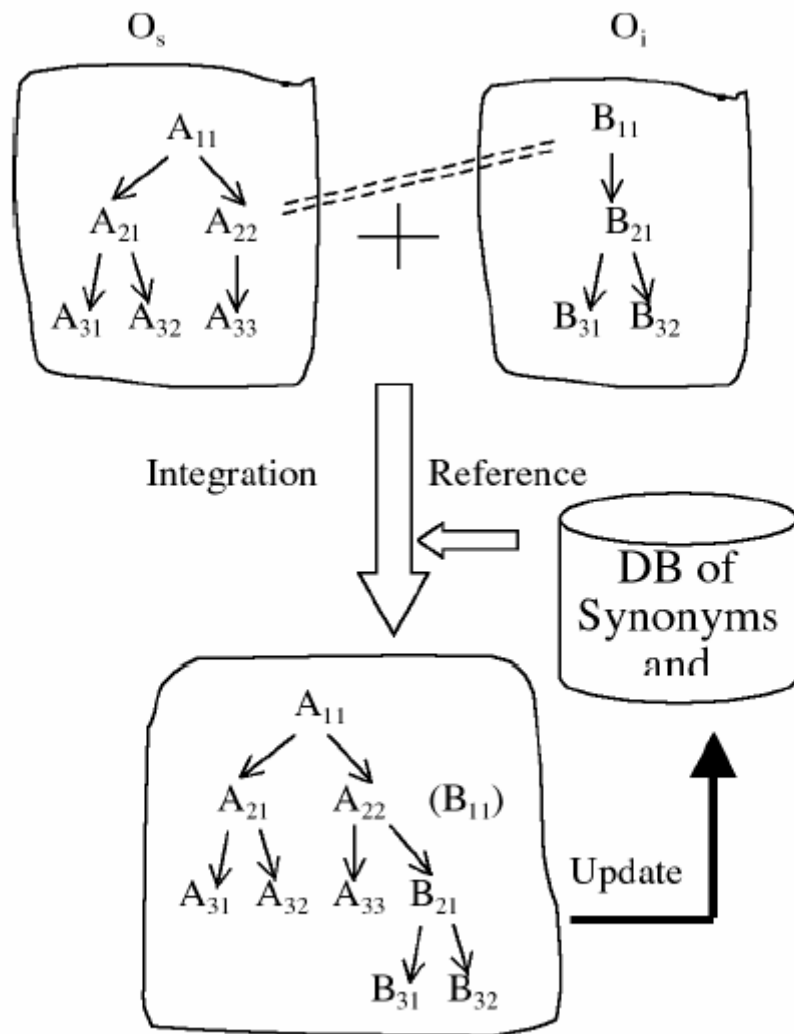 Oₛ Oᵢ
A₁₁ B₁₁
A₂₁ A₂₂ B₂₁
A₃₁ A₃₂ A₃₃ B₃₁ B₃₂
Integration Reference
DB of
Synonyms
and
A₁₁
A₂₁ A₂₂ (B₁₁)
A₃₁ A₃₂ A₃₃ B₂₁
Update
B₃₁ B₃₂